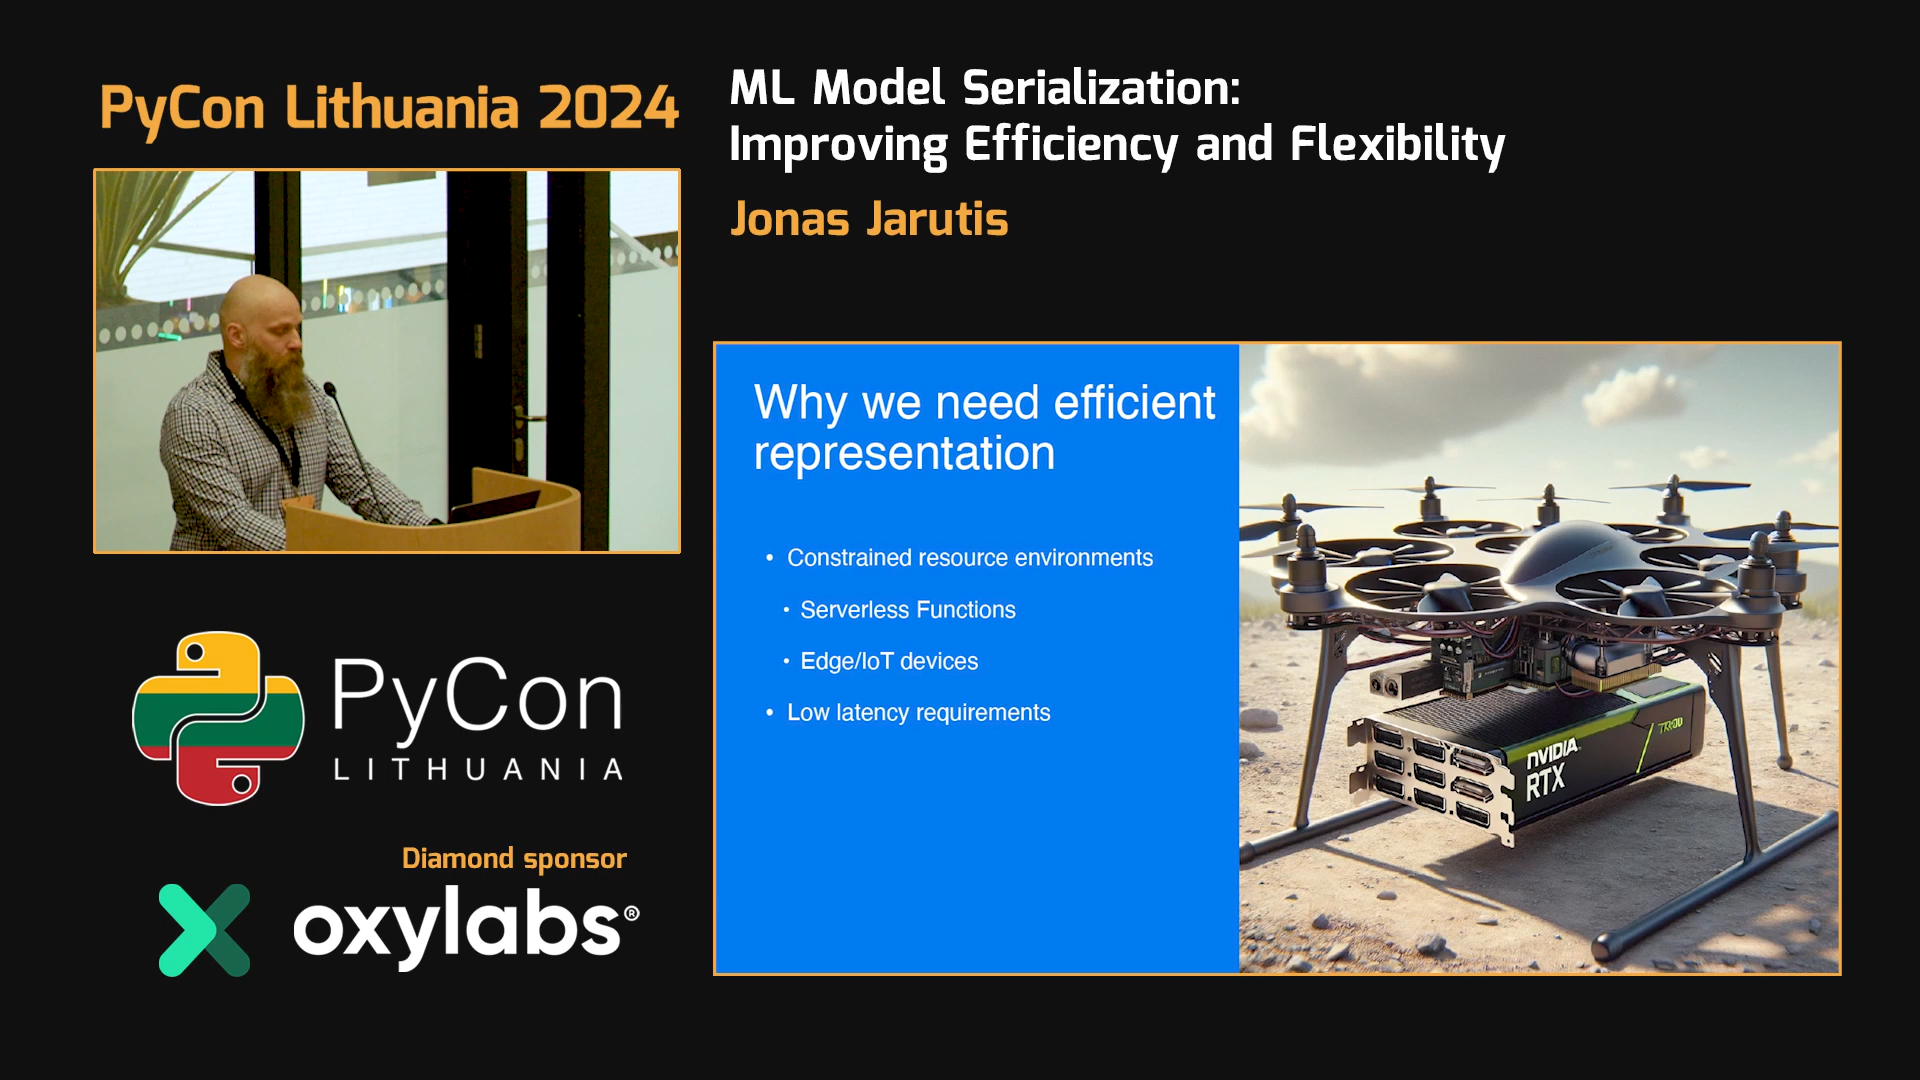 PyCon Lithuania 2024
ML Model Serialization:
Improving Efficiency and Flexibility
Jonas Jarutis
Why we need efficient
representation
• Constrained resource environments
• Serverless Functions
• Edge/IoT devices
• Low latency requirements
NVIDIA
RTX
PyCon
LITHUANIA
Diamond sponsor
oxylabs®